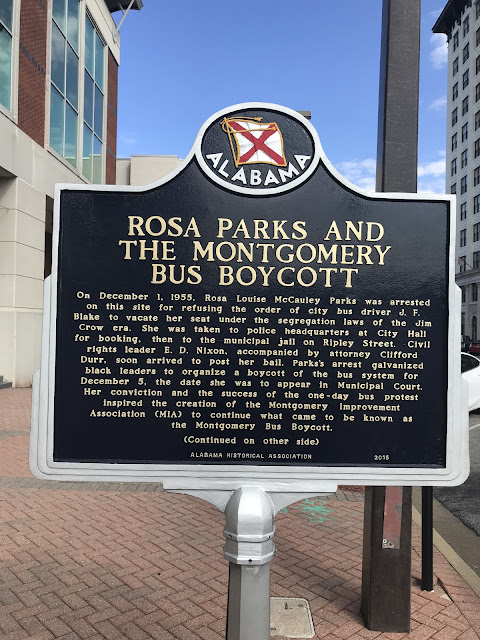 ALABAMA
ROSA PARKS AND
THE MONTGOMERY
BUS BOYCOTT
On December 1, 1955, Rosa Louise McCauley Parks was arrested
on this site for refusing the order of city bus driver J. F.
Blake to vacate her seat under the segregation laws of the Jim
Crow era. She was taken to police headquarters at City Hall
for booking, then to the municipal jail on Ripley Street. Civil
rights leader E. D. Nixon, accompanied by attorney Clifford
Durr, soon arrived to post her bail. Parks's arrest galvanized
black leaders to organize a boycott of the bus system for
December 5, the date she was to appear in Municipal Court.
Her conviction and the success of the one-day bus protest
inspired the creation of the Montgomery Improvement
Association (MIA) to continue what came to be known as
the Montgomery Bus Boycott.
(Continued on other side)
ALABAMA HISTORICAL ASSOCIATION 2015